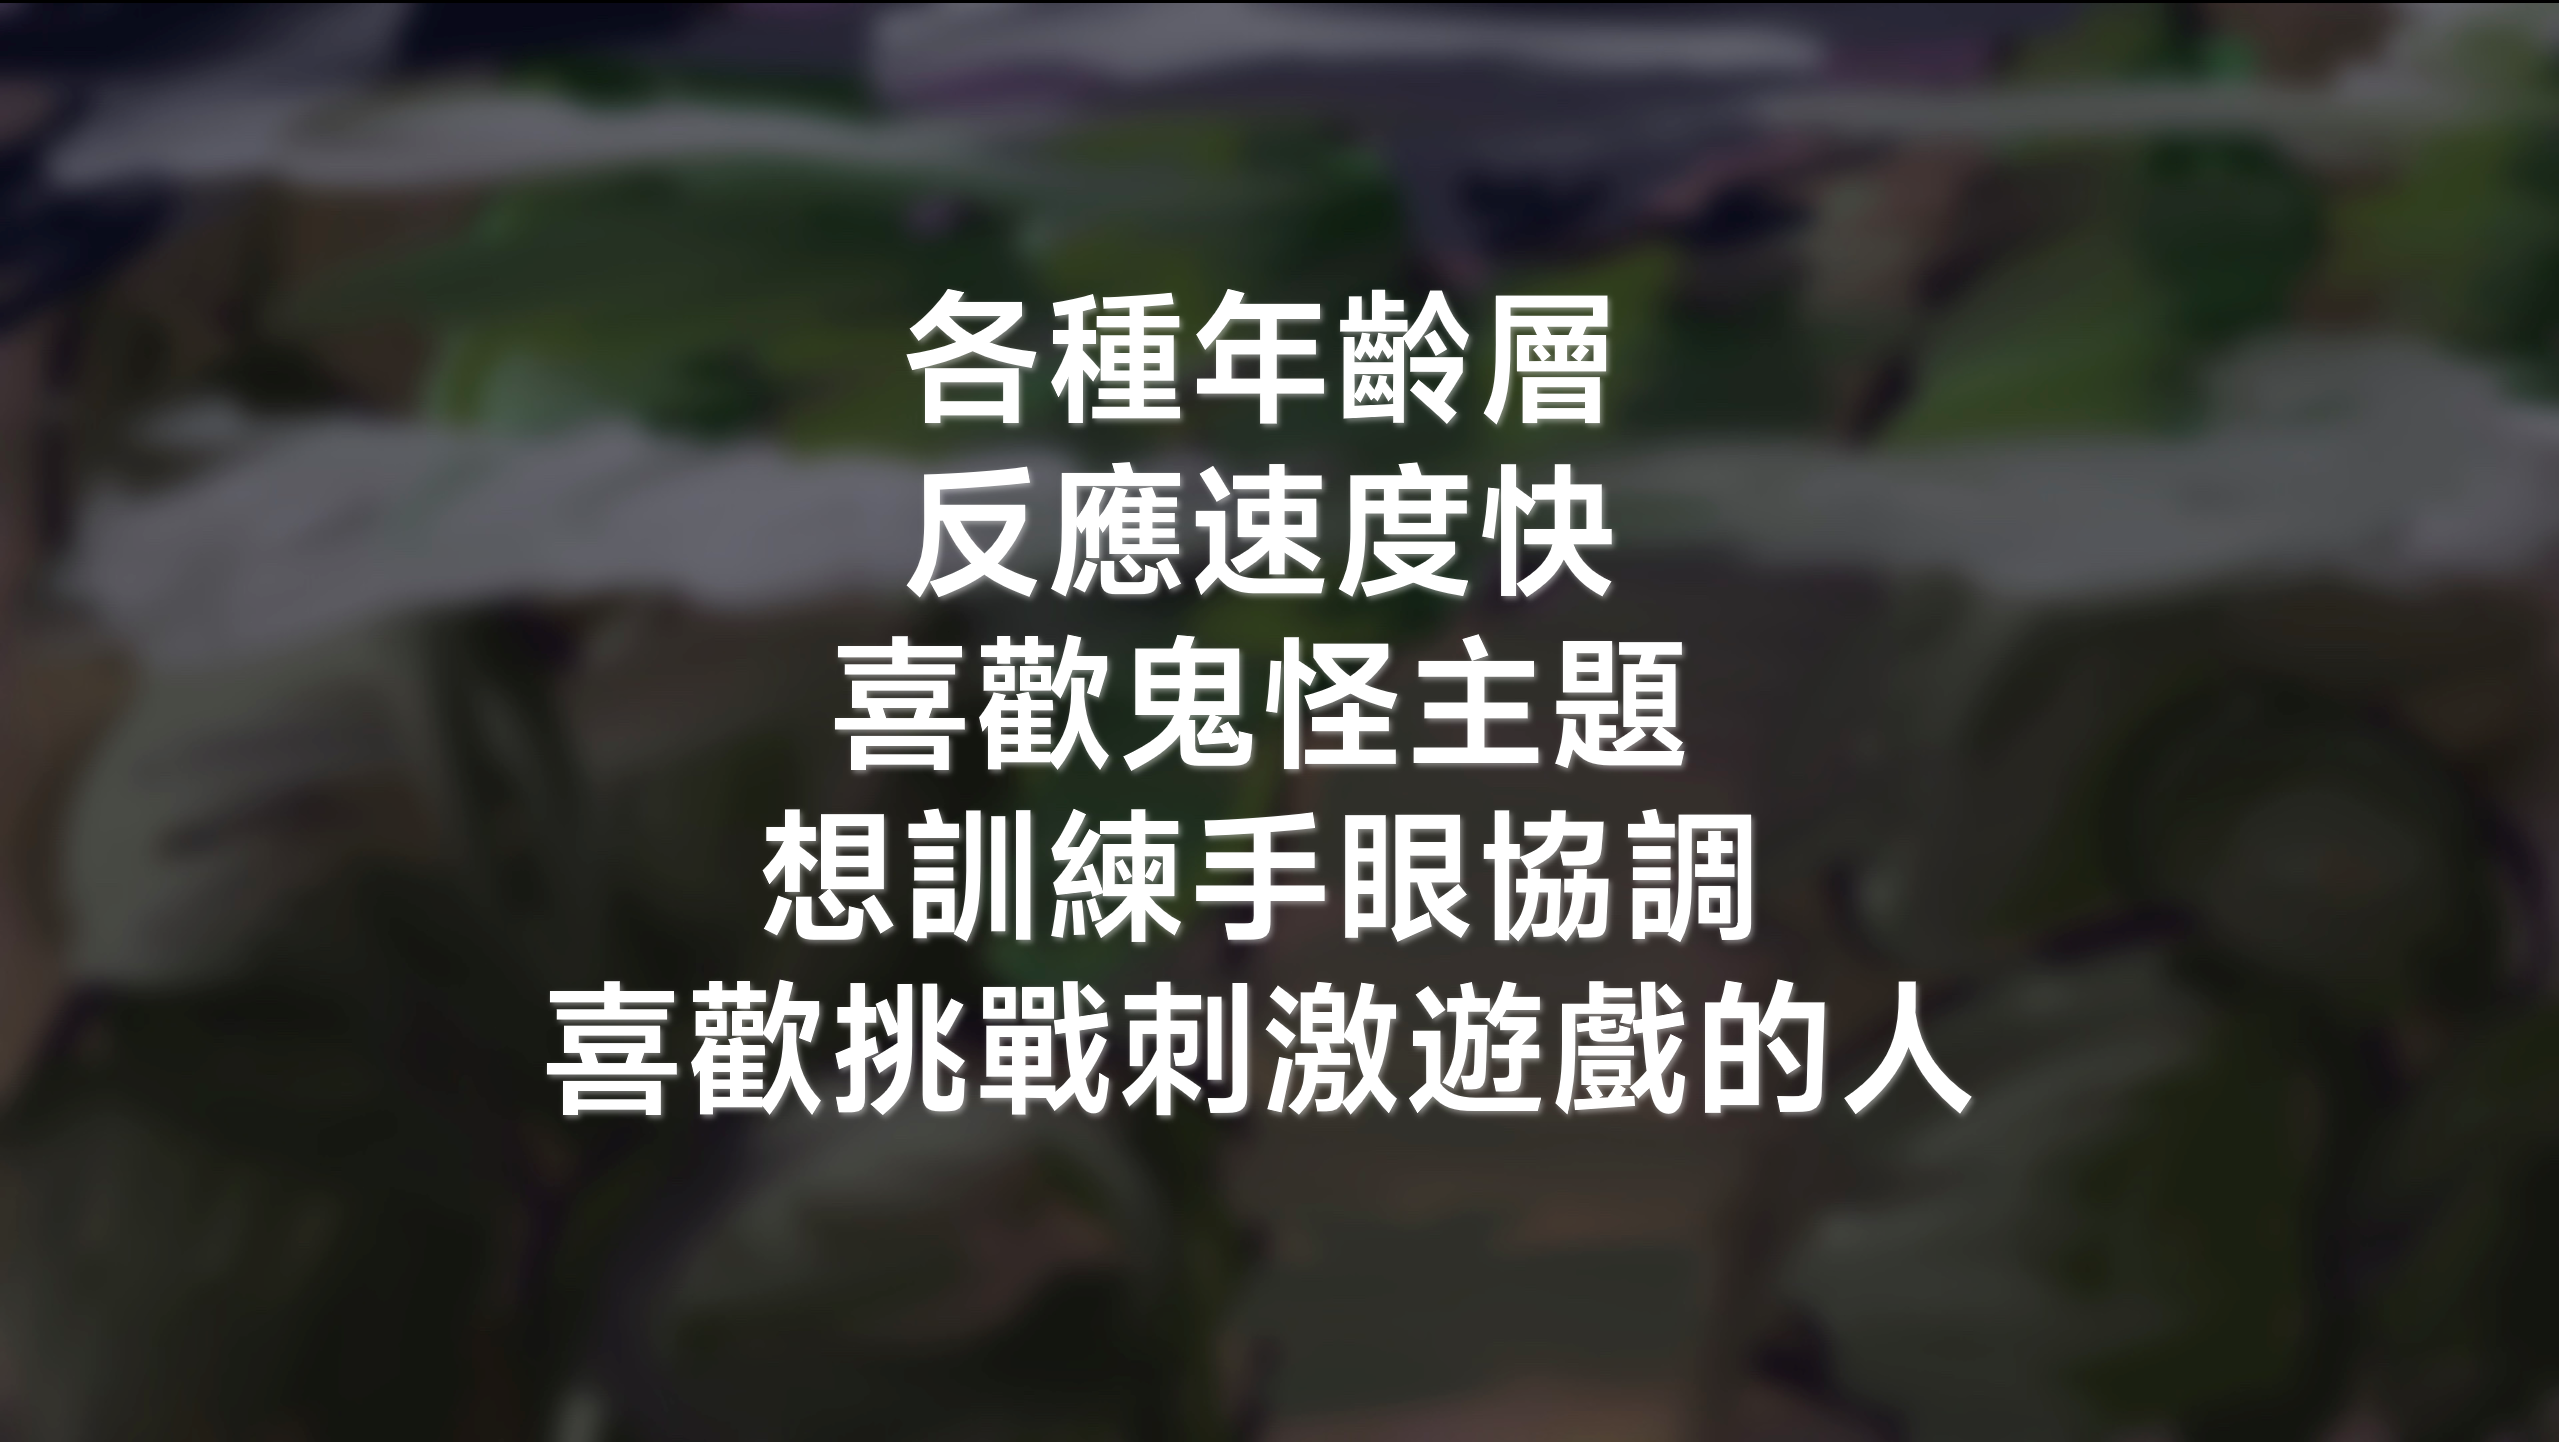 各種年齡層
反應速度快
喜歡鬼怪主題
想訓練手眼協調
喜歡挑戰刺激遊戲的人